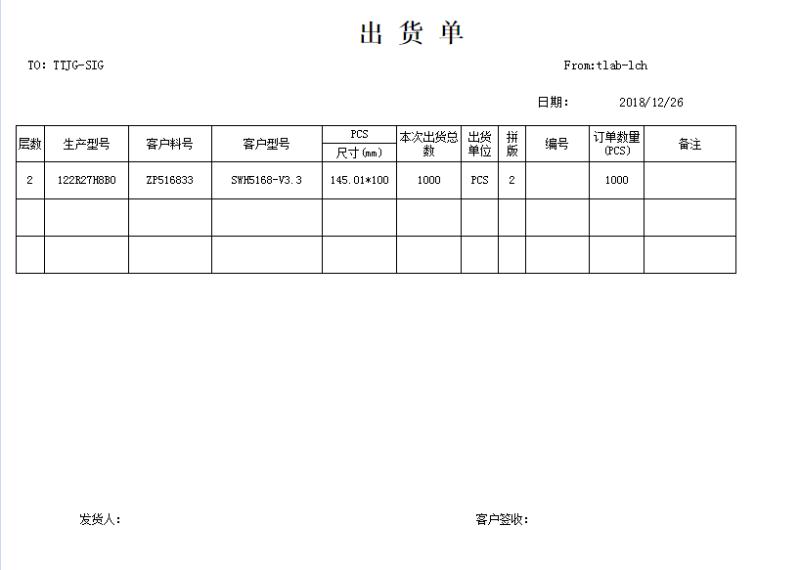 出 货 单
TO: TTJG-SIG From:tlab-lch
日期: 2018/12/26
层数 生产型号 客户料号 客户型号 PCS 尺寸(mm) 本次出货总数 出货单位 拼版 编号 订单数量(PCS) 备注
2 122R27H8B0 ZP516833 SWH5168-V3.3 145.01*100 1000 PCS 2 1000
发货人: 客户签收: